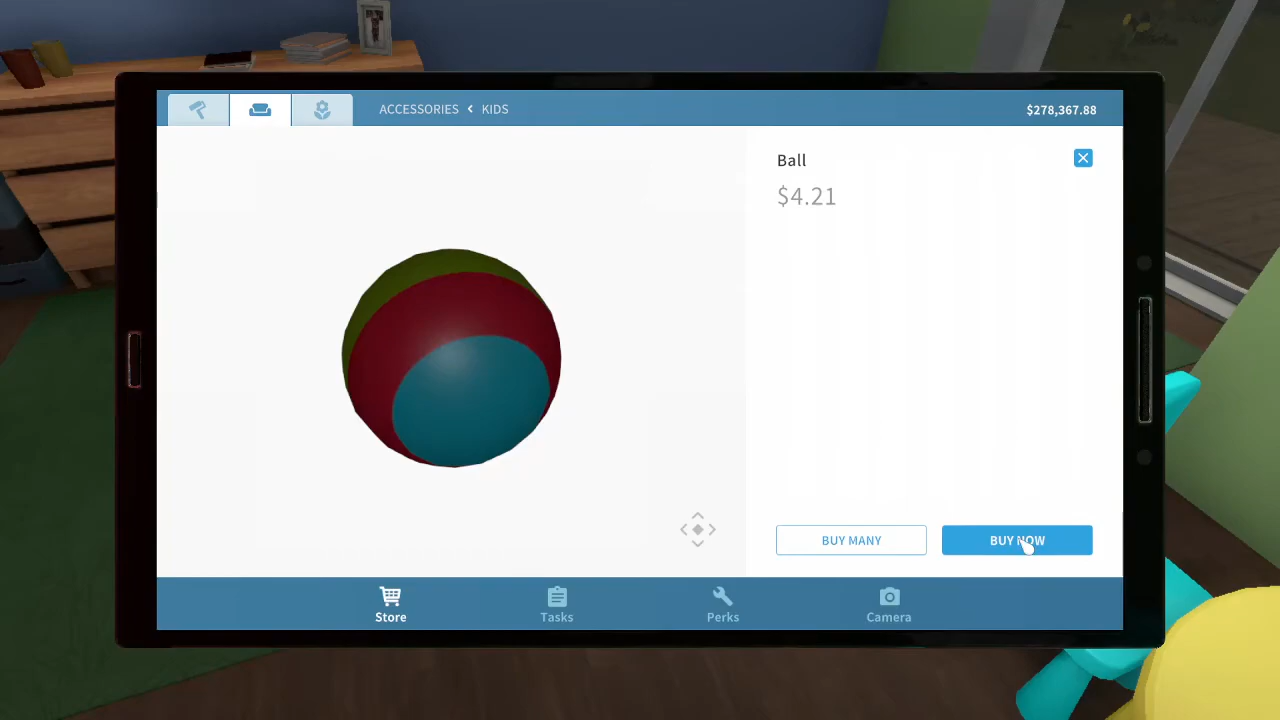 ACCESSORIES < KIDS
$278,367.88
Ball
$4.21
BUY MANY
BUY NOW
Store
Tasks
Perks
Camera